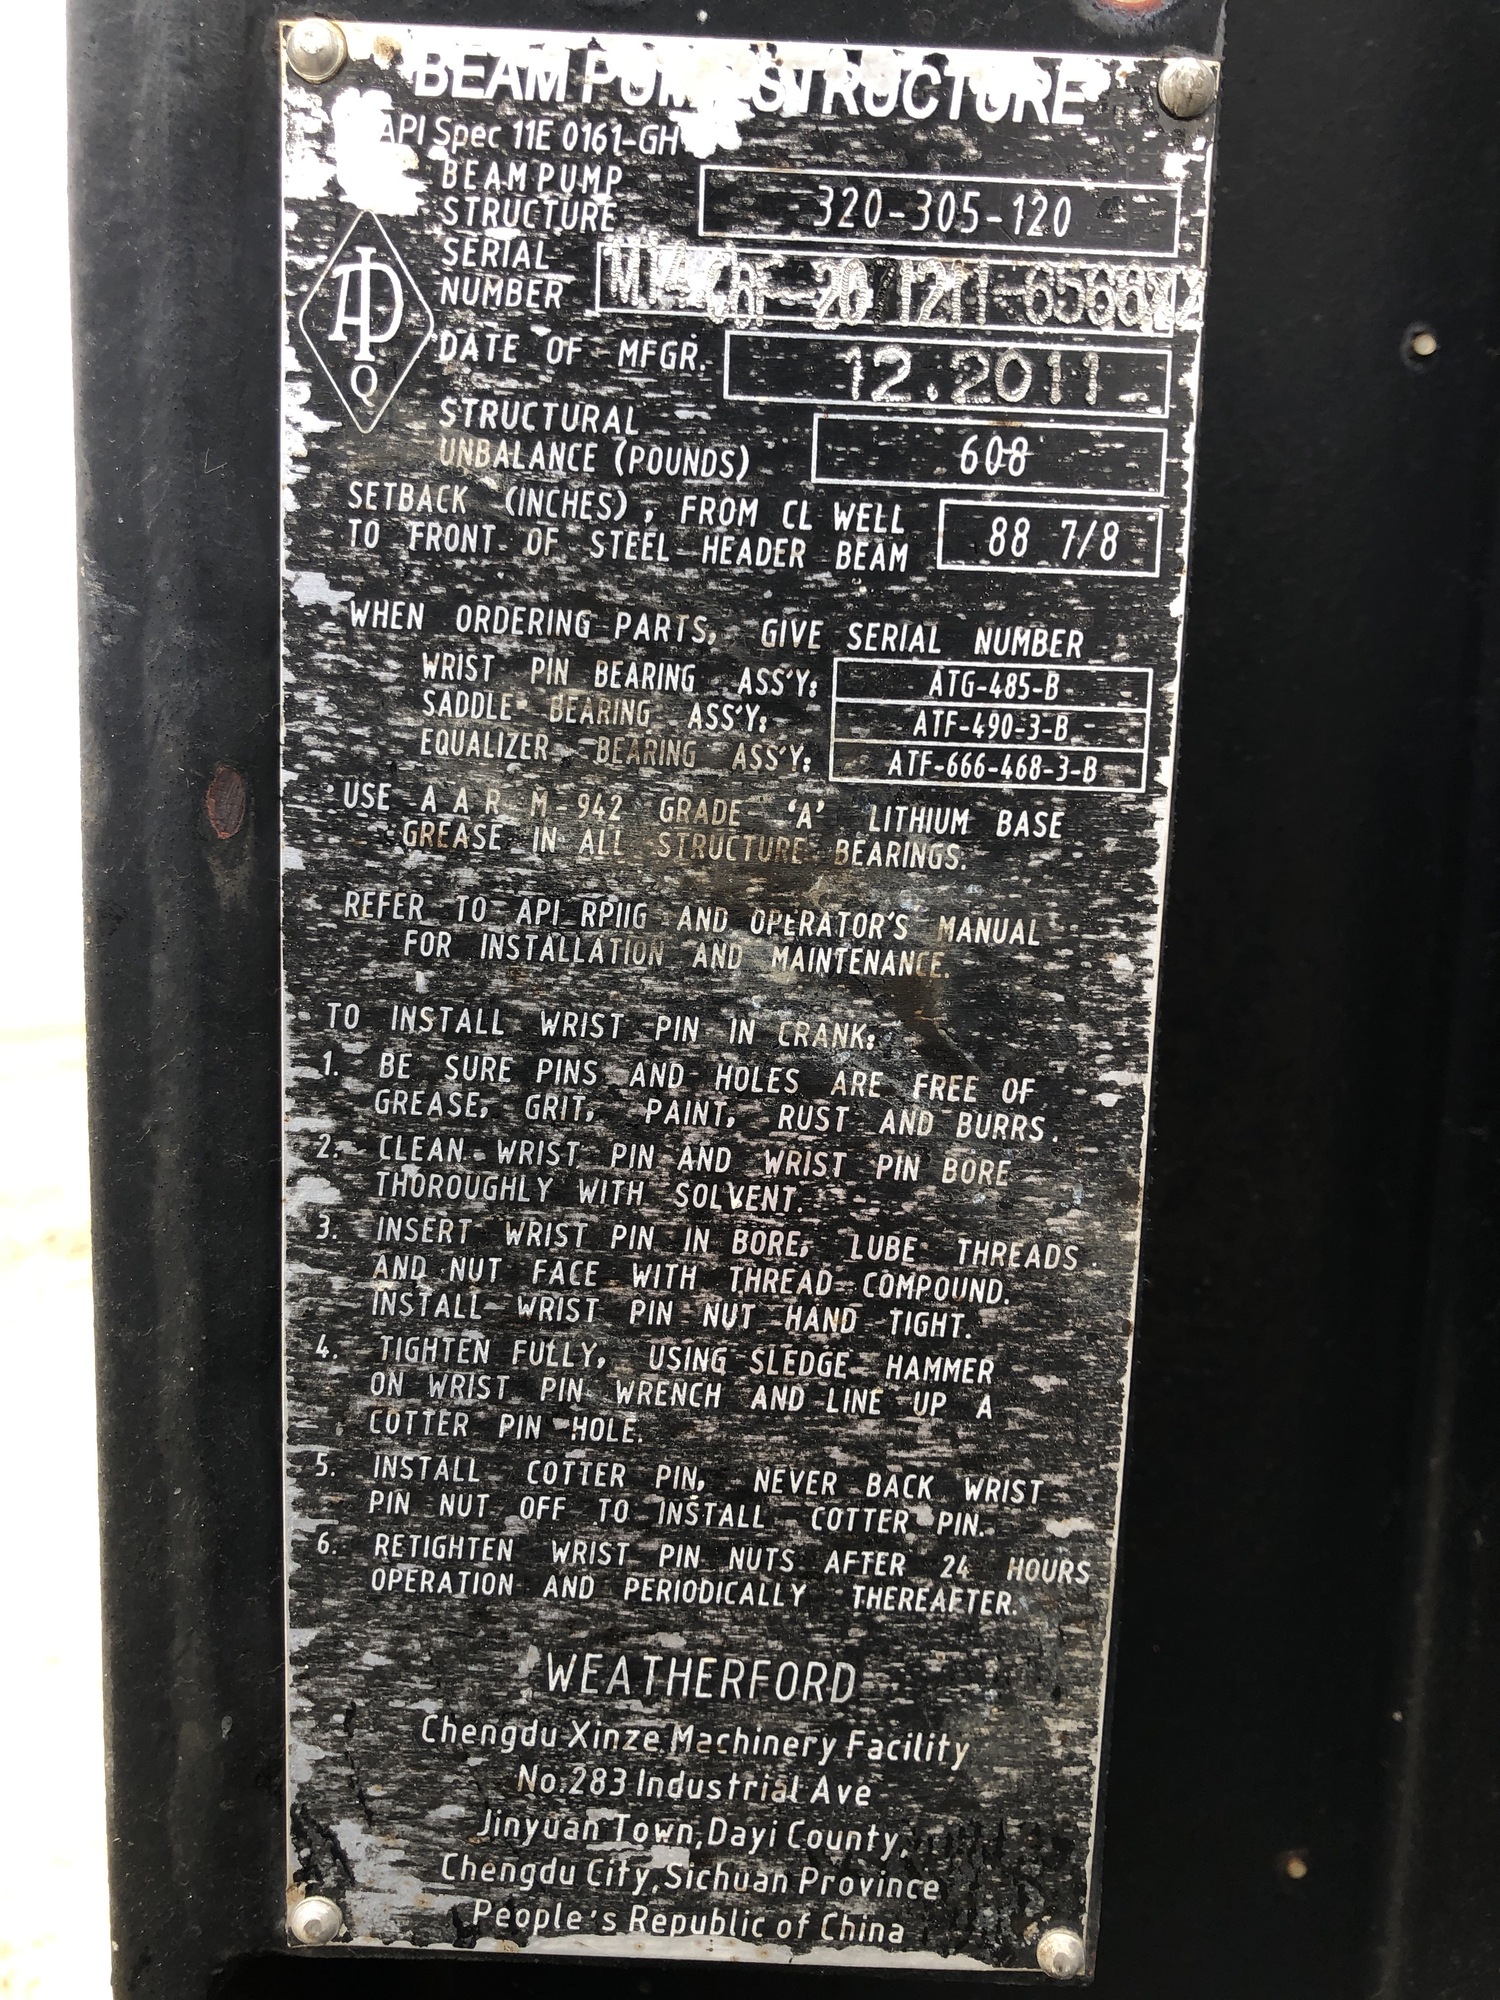 BEAM PUMP STRUCTURE
API Spec 11E 0161-GH
BEAM PUMP
STRUCTURE
320-305-120
SERIAL
NUMBER
DATE OF MFGR.
12.2011
API
Q
STRUCTURAL
UNBALANCE (POUNDS)
608
SETBACK (INCHES), FROM CL WELL
TO FRONT OF STEEL HEADER BEAM
88 7/8
WHEN ORDERING PARTS, GIVE SERIAL NUMBER
WRIST PIN BEARING ASS'Y: ATG-485-B
SADDLE BEARING ASS'Y: ATF-490-3-B
EQUALIZER BEARING ASS'Y: ATF-666-468-3-B
USE A A R M-942 GRADE 'A' LITHIUM BASE
GREASE IN ALL STRUCTURE BEARINGS.
REFER TO API RPIIG AND OPERATOR'S MANUAL
FOR INSTALLATION AND MAINTENANCE.
TO INSTALL WRIST PIN IN CRANK:
1. BE SURE PINS AND HOLES ARE FREE OF
GREASE, GRIT, PAINT, RUST AND BURRS.
2. CLEAN WRIST PIN AND WRIST PIN BORE
THOROUGHLY WITH SOLVENT.
3. INSERT WRIST PIN IN BORE, LUBE THREADS
AND NUT FACE WITH THREAD COMPOUND.
INSTALL WRIST PIN NUT HAND TIGHT.
4. TIGHTEN FULLY, USING SLEDGE HAMMER
ON WRIST PIN WRENCH AND LINE UP A
COTTER PIN HOLE.
5. INSTALL COTTER PIN, NEVER BACK WRIST
PIN NUT OFF TO INSTALL COTTER PIN.
6. RETIGHTEN WRIST PIN NUTS AFTER 24 HOURS
OPERATION AND PERIODICALLY THEREAFTER.
WEATHERFORD
Chengdu Xinze Machinery Facility
No.283 Industrial Ave
Jinyuan Town,Dayi County,
Chengdu City,Sichuan Province
People's Republic of China